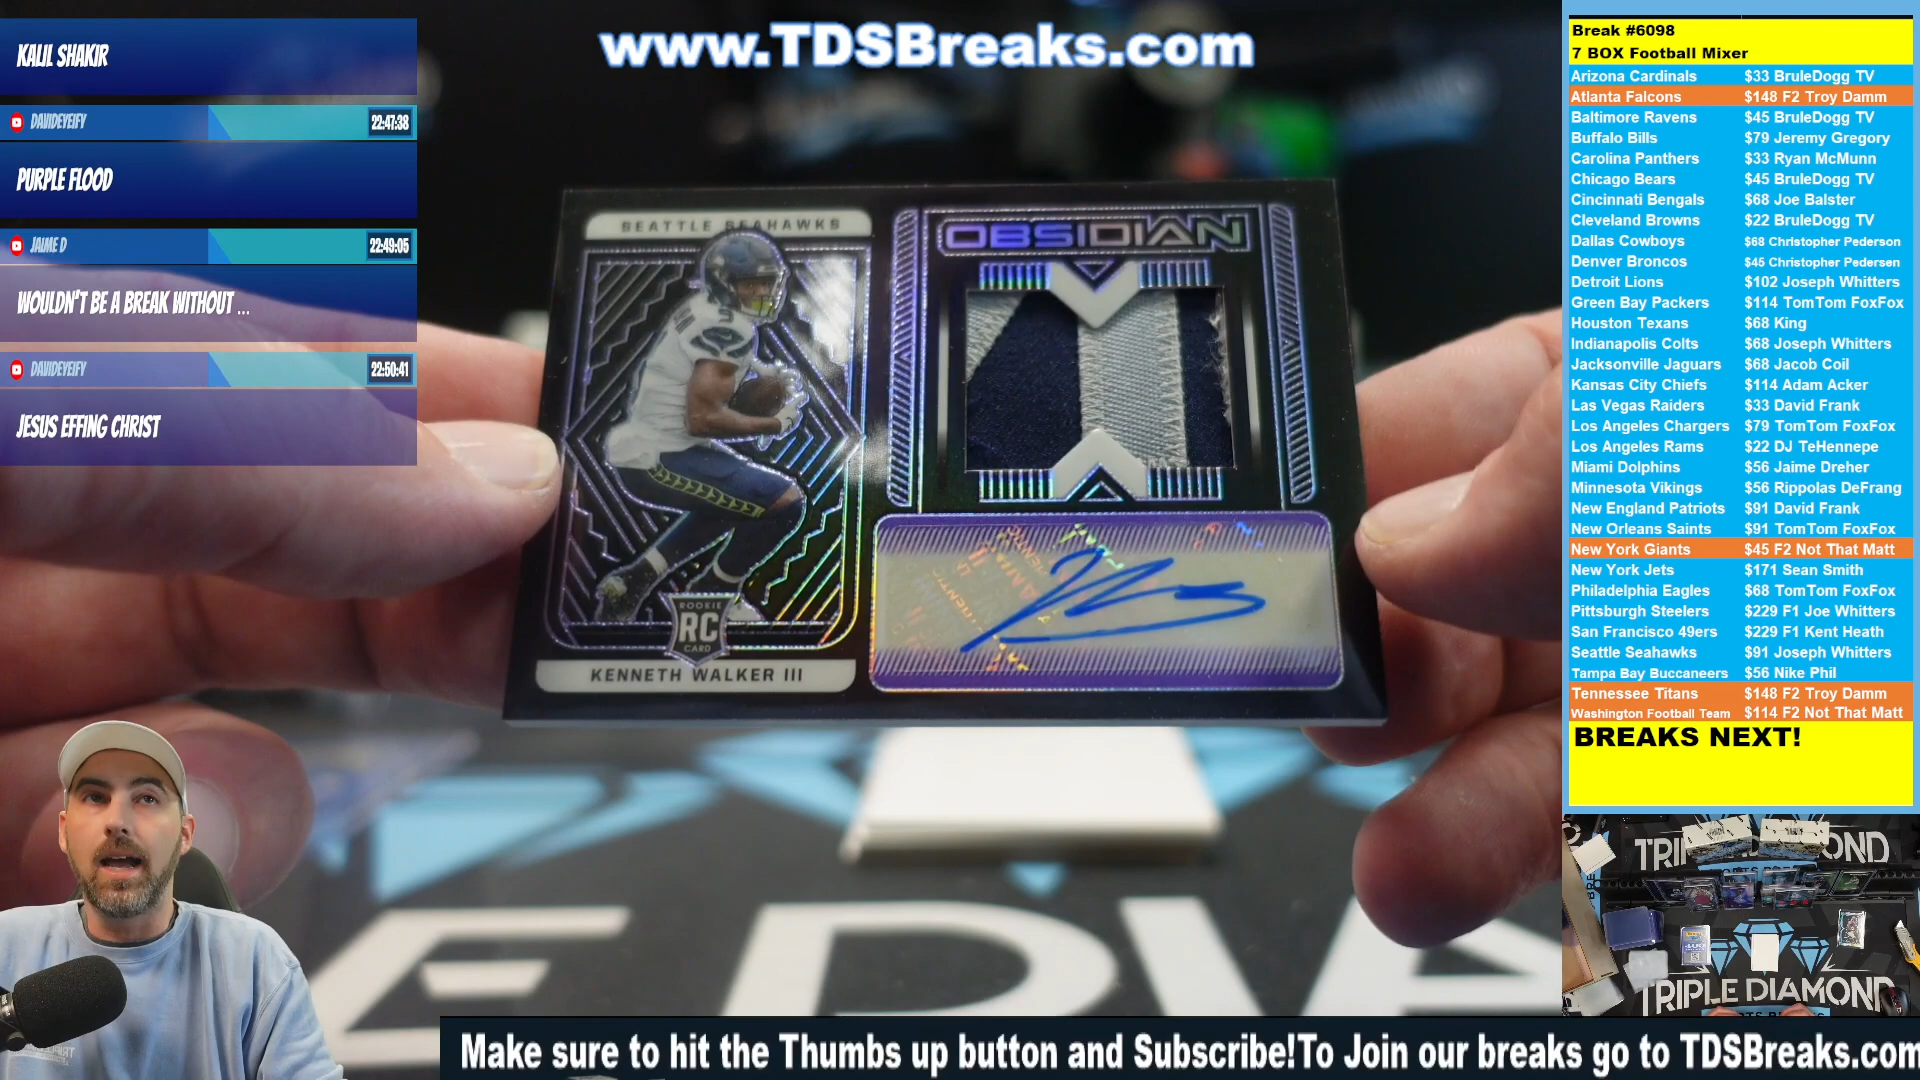 www.TDSBreaks.com
KALIL SHAKIR
DAVIDEYEIFY 22:47:38
PURPLE FLOOD
JAIME D 22:49:05
WOULDN'T BE A BREAK WITHOUT ...
DAVIDEYEIFY 22:50:41
JESUS EFFING CHRIST
SEATTLE SEAHAWKS
OBSIDIAN
ROOKIE
RC
CARD
KENNETH WALKER III
Break #6098
7 BOX Football Mixer
Arizona Cardinals $33 BruleDogg TV
Atlanta Falcons $148 F2 Troy Damm
Baltimore Ravens $45 BruleDogg TV
Buffalo Bills $79 Jeremy Gregory
Carolina Panthers $33 Ryan McMunn
Chicago Bears $45 BruleDogg TV
Cincinnati Bengals $68 Joe Balster
Cleveland Browns $22 BruleDogg TV
Dallas Cowboys $68 Christopher Pederson
Denver Broncos $45 Christopher Pedersen
Detroit Lions $102 Joseph Whitters
Green Bay Packers $114 TomTom FoxFox
Houston Texans $68 King
Indianapolis Colts $68 Joseph Whitters
Jacksonville Jaguars $68 Jacob Coil
Kansas City Chiefs $114 Adam Acker
Las Vegas Raiders $33 David Frank
Los Angeles Chargers $79 TomTom FoxFox
Los Angeles Rams $22 DJ TeHennepe
Miami Dolphins $56 Jaime Dreher
Minnesota Vikings $56 Rippolas DeFrang
New England Patriots $91 David Frank
New Orleans Saints $91 TomTom FoxFox
New York Giants $45 F2 Not That Matt
New York Jets $171 Sean Smith
Philadelphia Eagles $68 TomTom FoxFox
Pittsburgh Steelers $229 F1 Joe Whitters
San Francisco 49ers $229 F1 Kent Heath
Seattle Seahawks $91 Joseph Whitters
Tampa Bay Buccaneers $56 Nike Phil
Tennessee Titans $148 F2 Troy Damm
Washington Football Team $114 F2 Not That Matt
BREAKS NEXT!
TRIPLE DIAMOND
Make sure to hit the Thumbs up button and Subscribe!To Join our breaks go to TDSBreaks.com